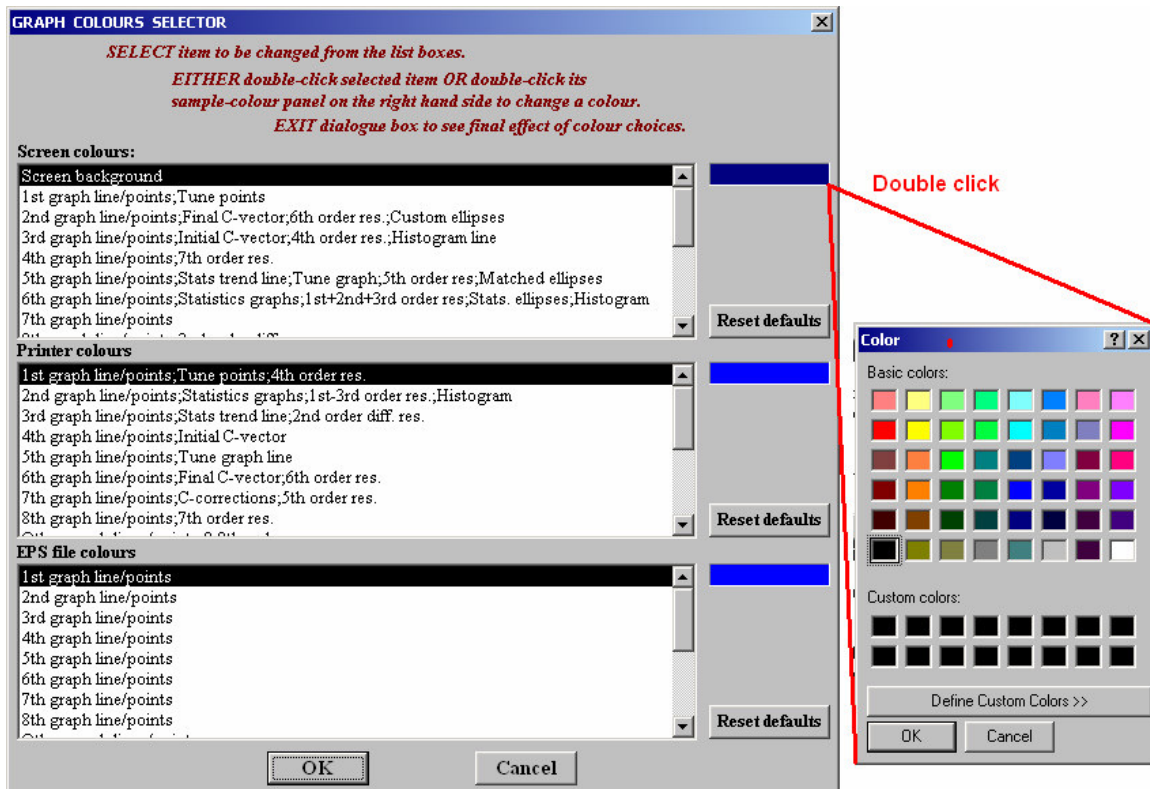 GRAPH COLOURS SELECTOR
SELECT item to be changed from the list boxes.
EITHER double-click selected item OR double-click its
sample-colour panel on the right hand side to change a colour.
EXIT dialogue box to see final effect of colour choices.
Screen colours:
Screen background
1st graph line/points;Tune points
2nd graph line/points;Final C-vector;6th order res.;Custom ellipses
3rd graph line/points;Initial C-vector;4th order res.;Histogram line
4th graph line/points;7th order res.
5th graph line/points;Stats trend line;Tune graph;5th order res;Matched ellipses
6th graph line/points;Statistics graphs;1st+2nd+3rd order res;Stats. ellipses;Histogram
7th graph line/points
Reset defaults
Printer colours
1st graph line/points;Tune points;4th order res.
2nd graph line/points;Statistics graphs;1st-3rd order res.;Histogram
3rd graph line/points;Stats trend line;2nd order diff. res.
4th graph line/points;Initial C-vector
5th graph line/points;Tune graph line
6th graph line/points;Final C-vector;6th order res.
7th graph line/points;C-corrections;5th order res.
8th graph line/points;7th order res.
Reset defaults
EPS file colours
1st graph line/points
2nd graph line/points
3rd graph line/points
4th graph line/points
5th graph line/points
6th graph line/points
7th graph line/points
8th graph line/points
Reset defaults
OK Cancel
Double click
Color
Basic colors:
Custom colors:
Define Custom Colors >>
OK Cancel